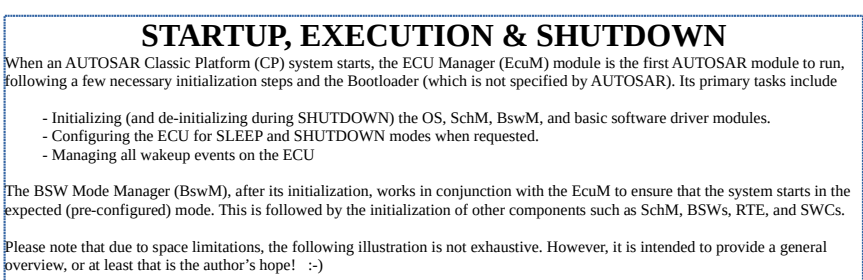 STARTUP, EXECUTION & SHUTDOWN
When an AUTOSAR Classic Platform (CP) system starts, the ECU Manager (EcuM) module is the first AUTOSAR module to run,
following a few necessary initialization steps and the Bootloader (which is not specified by AUTOSAR). Its primary tasks include
- Initializing (and de-initializing during SHUTDOWN) the OS, SchM, BswM, and basic software driver modules.
- Configuring the ECU for SLEEP and SHUTDOWN modes when requested.
- Managing all wakeup events on the ECU
The BSW Mode Manager (BswM), after its initialization, works in conjunction with the EcuM to ensure that the system starts in the
expected (pre-configured) mode. This is followed by the initialization of other components such as SchM, BSWs, RTE, and SWCs.
Please note that due to space limitations, the following illustration is not exhaustive. However, it is intended to provide a general
overview, or at least that is the author’s hope!   :-)